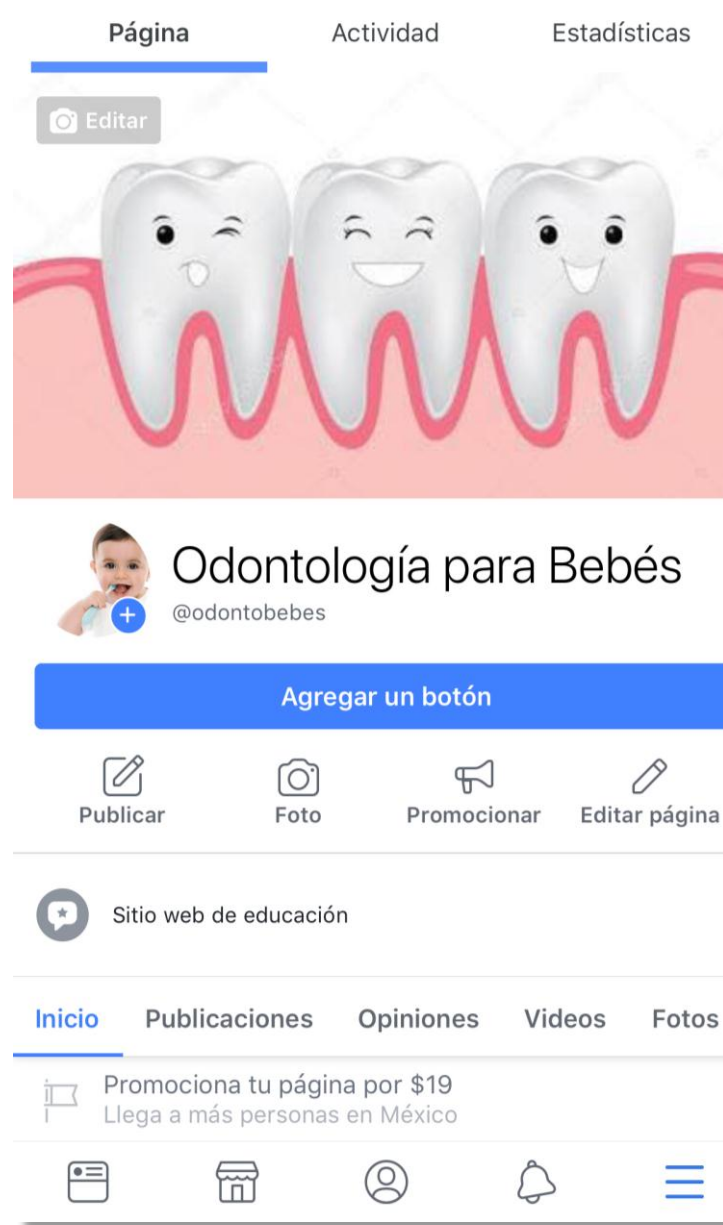 Página Actividad Estadísticas
Editar
Odontología para Bebés
@odontobebes
Agregar un botón
Publicar Foto Promocionar Editar página
Sitio web de educación
Inicio Publicaciones Opiniones Videos Fotos
Promociona tu página por $19
Llega a más personas en México